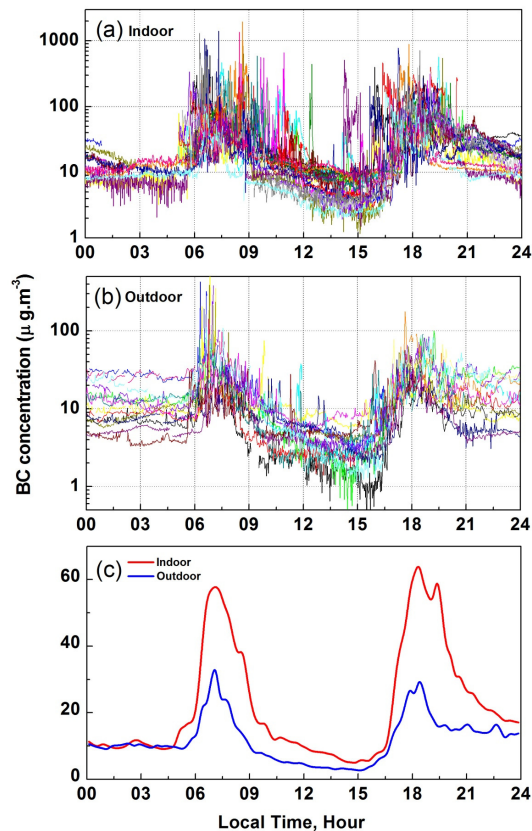 (a) Indoor
1000
100
10
1
00 03 06 09 12 15 18 21 24
(b) Outdoor
100
10
1
00 03 06 09 12 15 18 21 24
BC concentration (μ g.m⁻³)
(c)
Indoor
Outdoor
60
40
20
0
00 03 06 09 12 15 18 21 24
Local Time, Hour